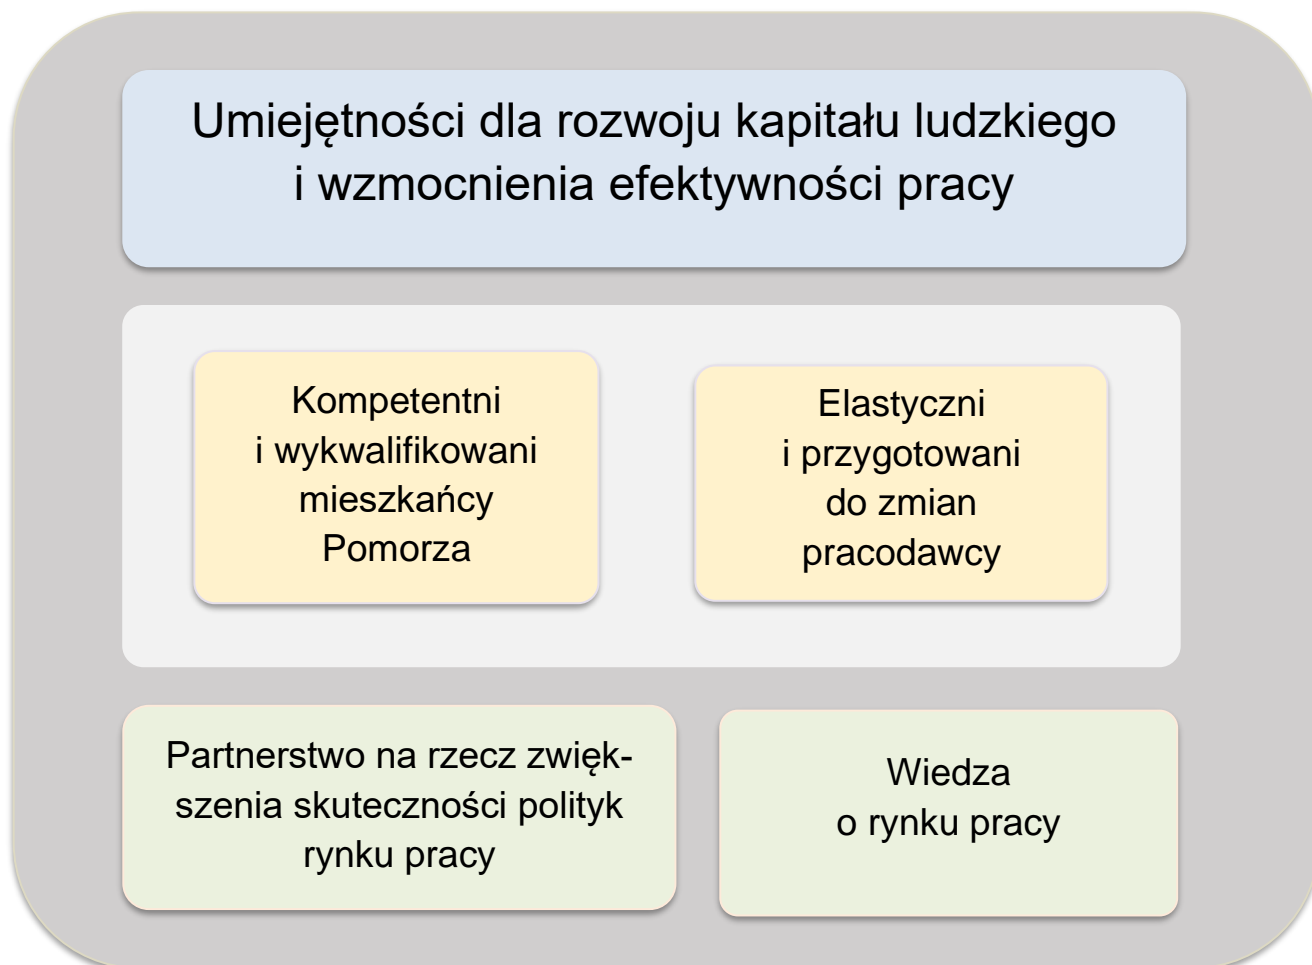 Umiejętności dla rozwoju kapitału ludzkiego
i wzmocnienia efektywności pracy
Kompetentni
i wykwalifikowani
mieszkańcy
Pomorza
Elastyczni
i przygotowani
do zmian
pracodawcy
Partnerstwo na rzecz zwięk-
szenia skuteczności polityk
rynku pracy
Wiedza
o rynku pracy